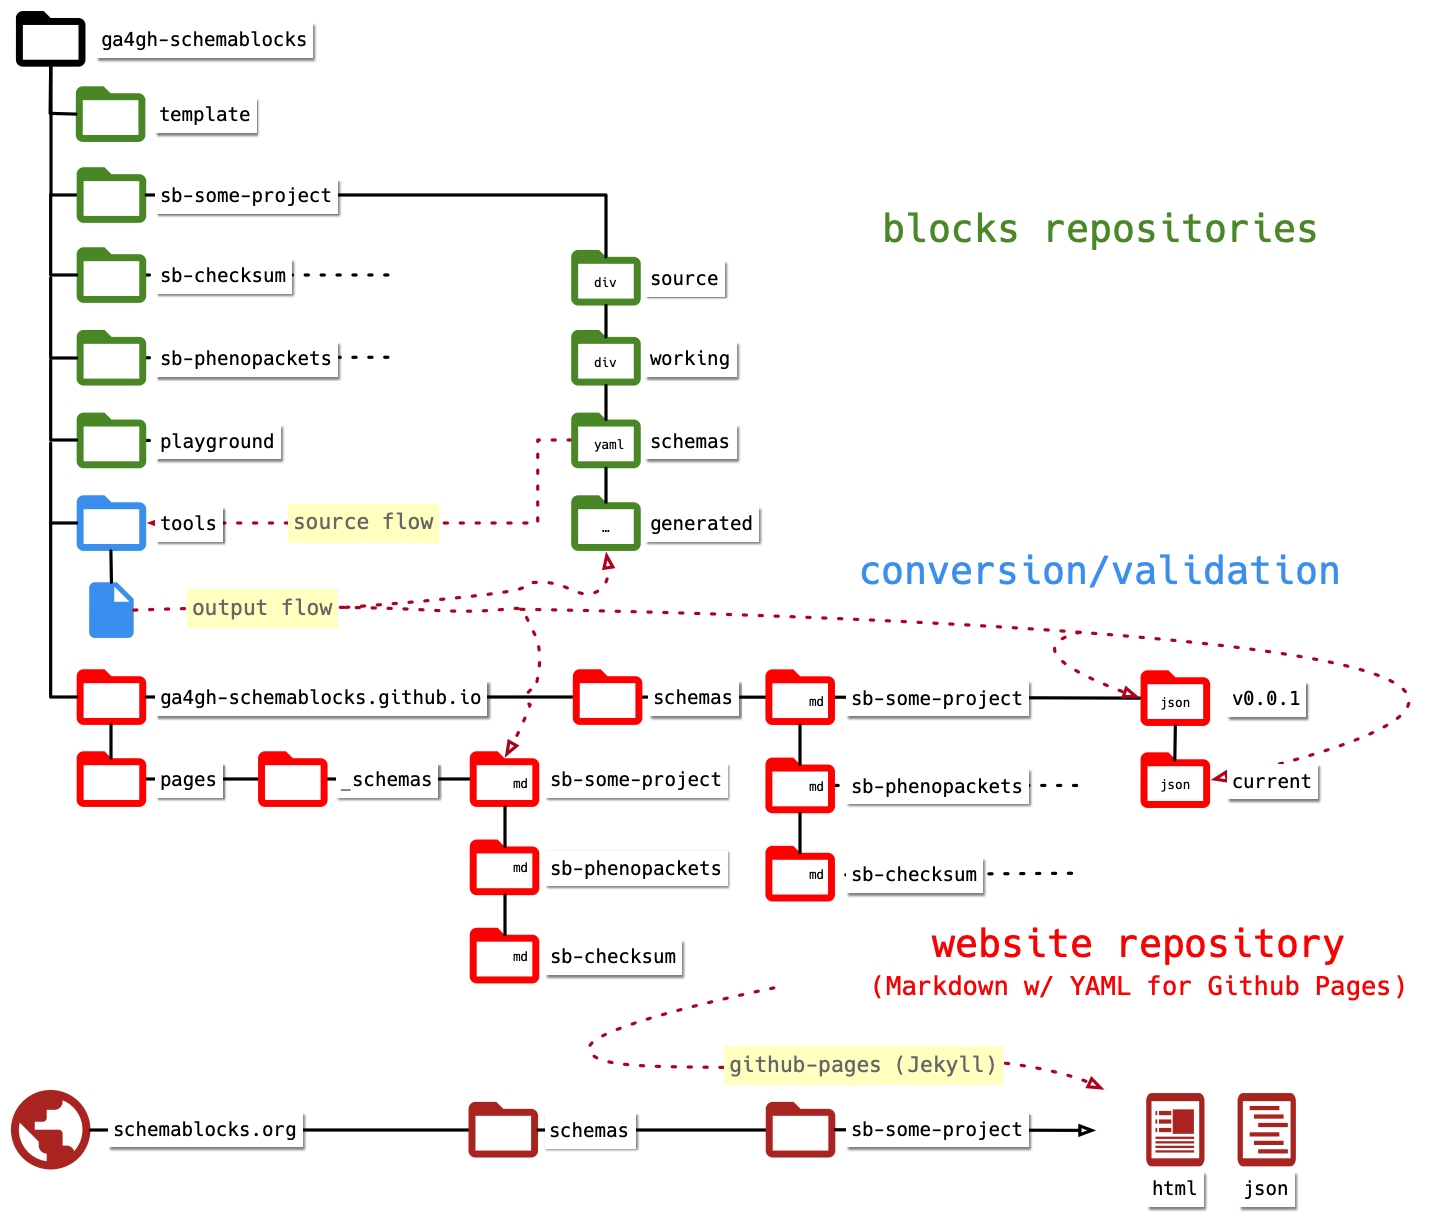 ga4gh-schemablocks
template
sb-some-project
blocks repositories
sb-checksum
div
source
sb-phenopackets
div
working
playground
yaml
schemas
tools
source flow
...
generated
conversion/validation
output flow
ga4gh-schemablocks.github.io
schemas
md
sb-some-project
json
v0.0.1
pages
_schemas
md
sb-some-project
md
sb-phenopackets
json
current
md
sb-phenopackets
md
sb-checksum
md
sb-checksum
website repository
(Markdown w/ YAML for Github Pages)
github-pages (Jekyll)
schemablocks.org
schemas
sb-some-project
html
json